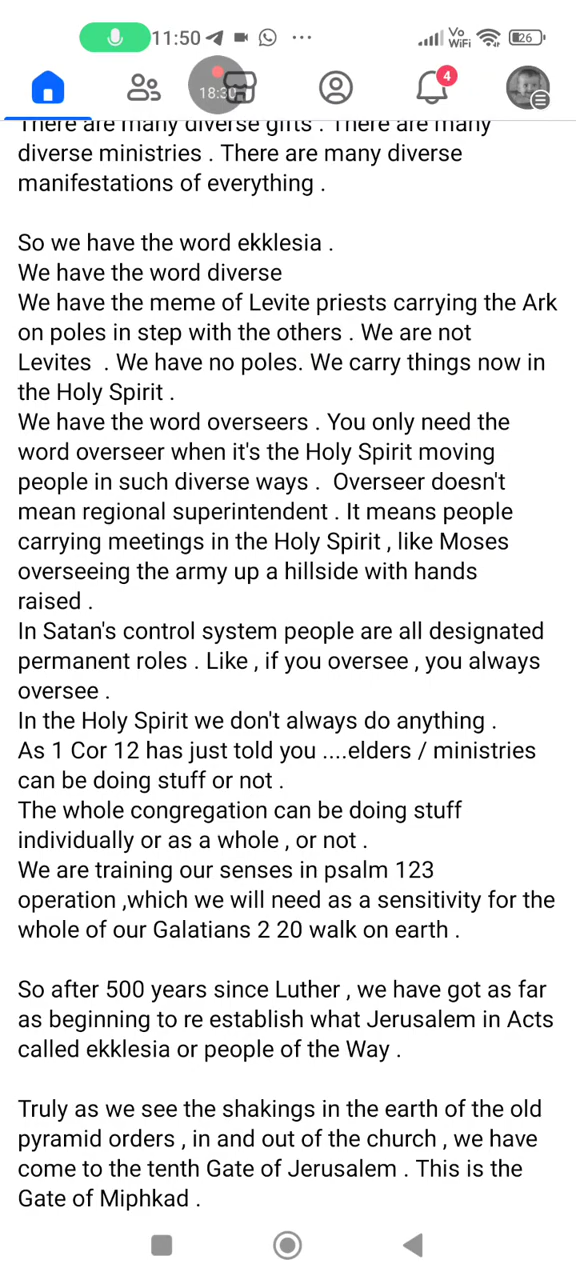 11:50 ... Vo WiFi 26
18:30 4
There are many diverse gifts . There are many
diverse ministries . There are many diverse
manifestations of everything .
So we have the word ekklesia .
We have the word diverse
We have the meme of Levite priests carrying the Ark
on poles in step with the others . We are not
Levites  . We have no poles. We carry things now in
the Holy Spirit .
We have the word overseers . You only need the
word overseer when it's the Holy Spirit moving
people in such diverse ways .  Overseer doesn't
mean regional superintendent . It means people
carrying meetings in the Holy Spirit , like Moses
overseeing the army up a hillside with hands
raised .
In Satan's control system people are all designated
permanent roles . Like , if you oversee , you always
oversee .
In the Holy Spirit we don't always do anything .
As 1 Cor 12 has just told you ....elders / ministries
can be doing stuff or not .
The whole congregation can be doing stuff
individually or as a whole , or not .
We are training our senses in psalm 123
operation ,which we will need as a sensitivity for the
whole of our Galatians 2 20 walk on earth .
So after 500 years since Luther , we have got as far
as beginning to re establish what Jerusalem in Acts
called ekklesia or people of the Way .
Truly as we see the shakings in the earth of the old
pyramid orders , in and out of the church , we have
come to the tenth Gate of Jerusalem . This is the
Gate of Miphkad .